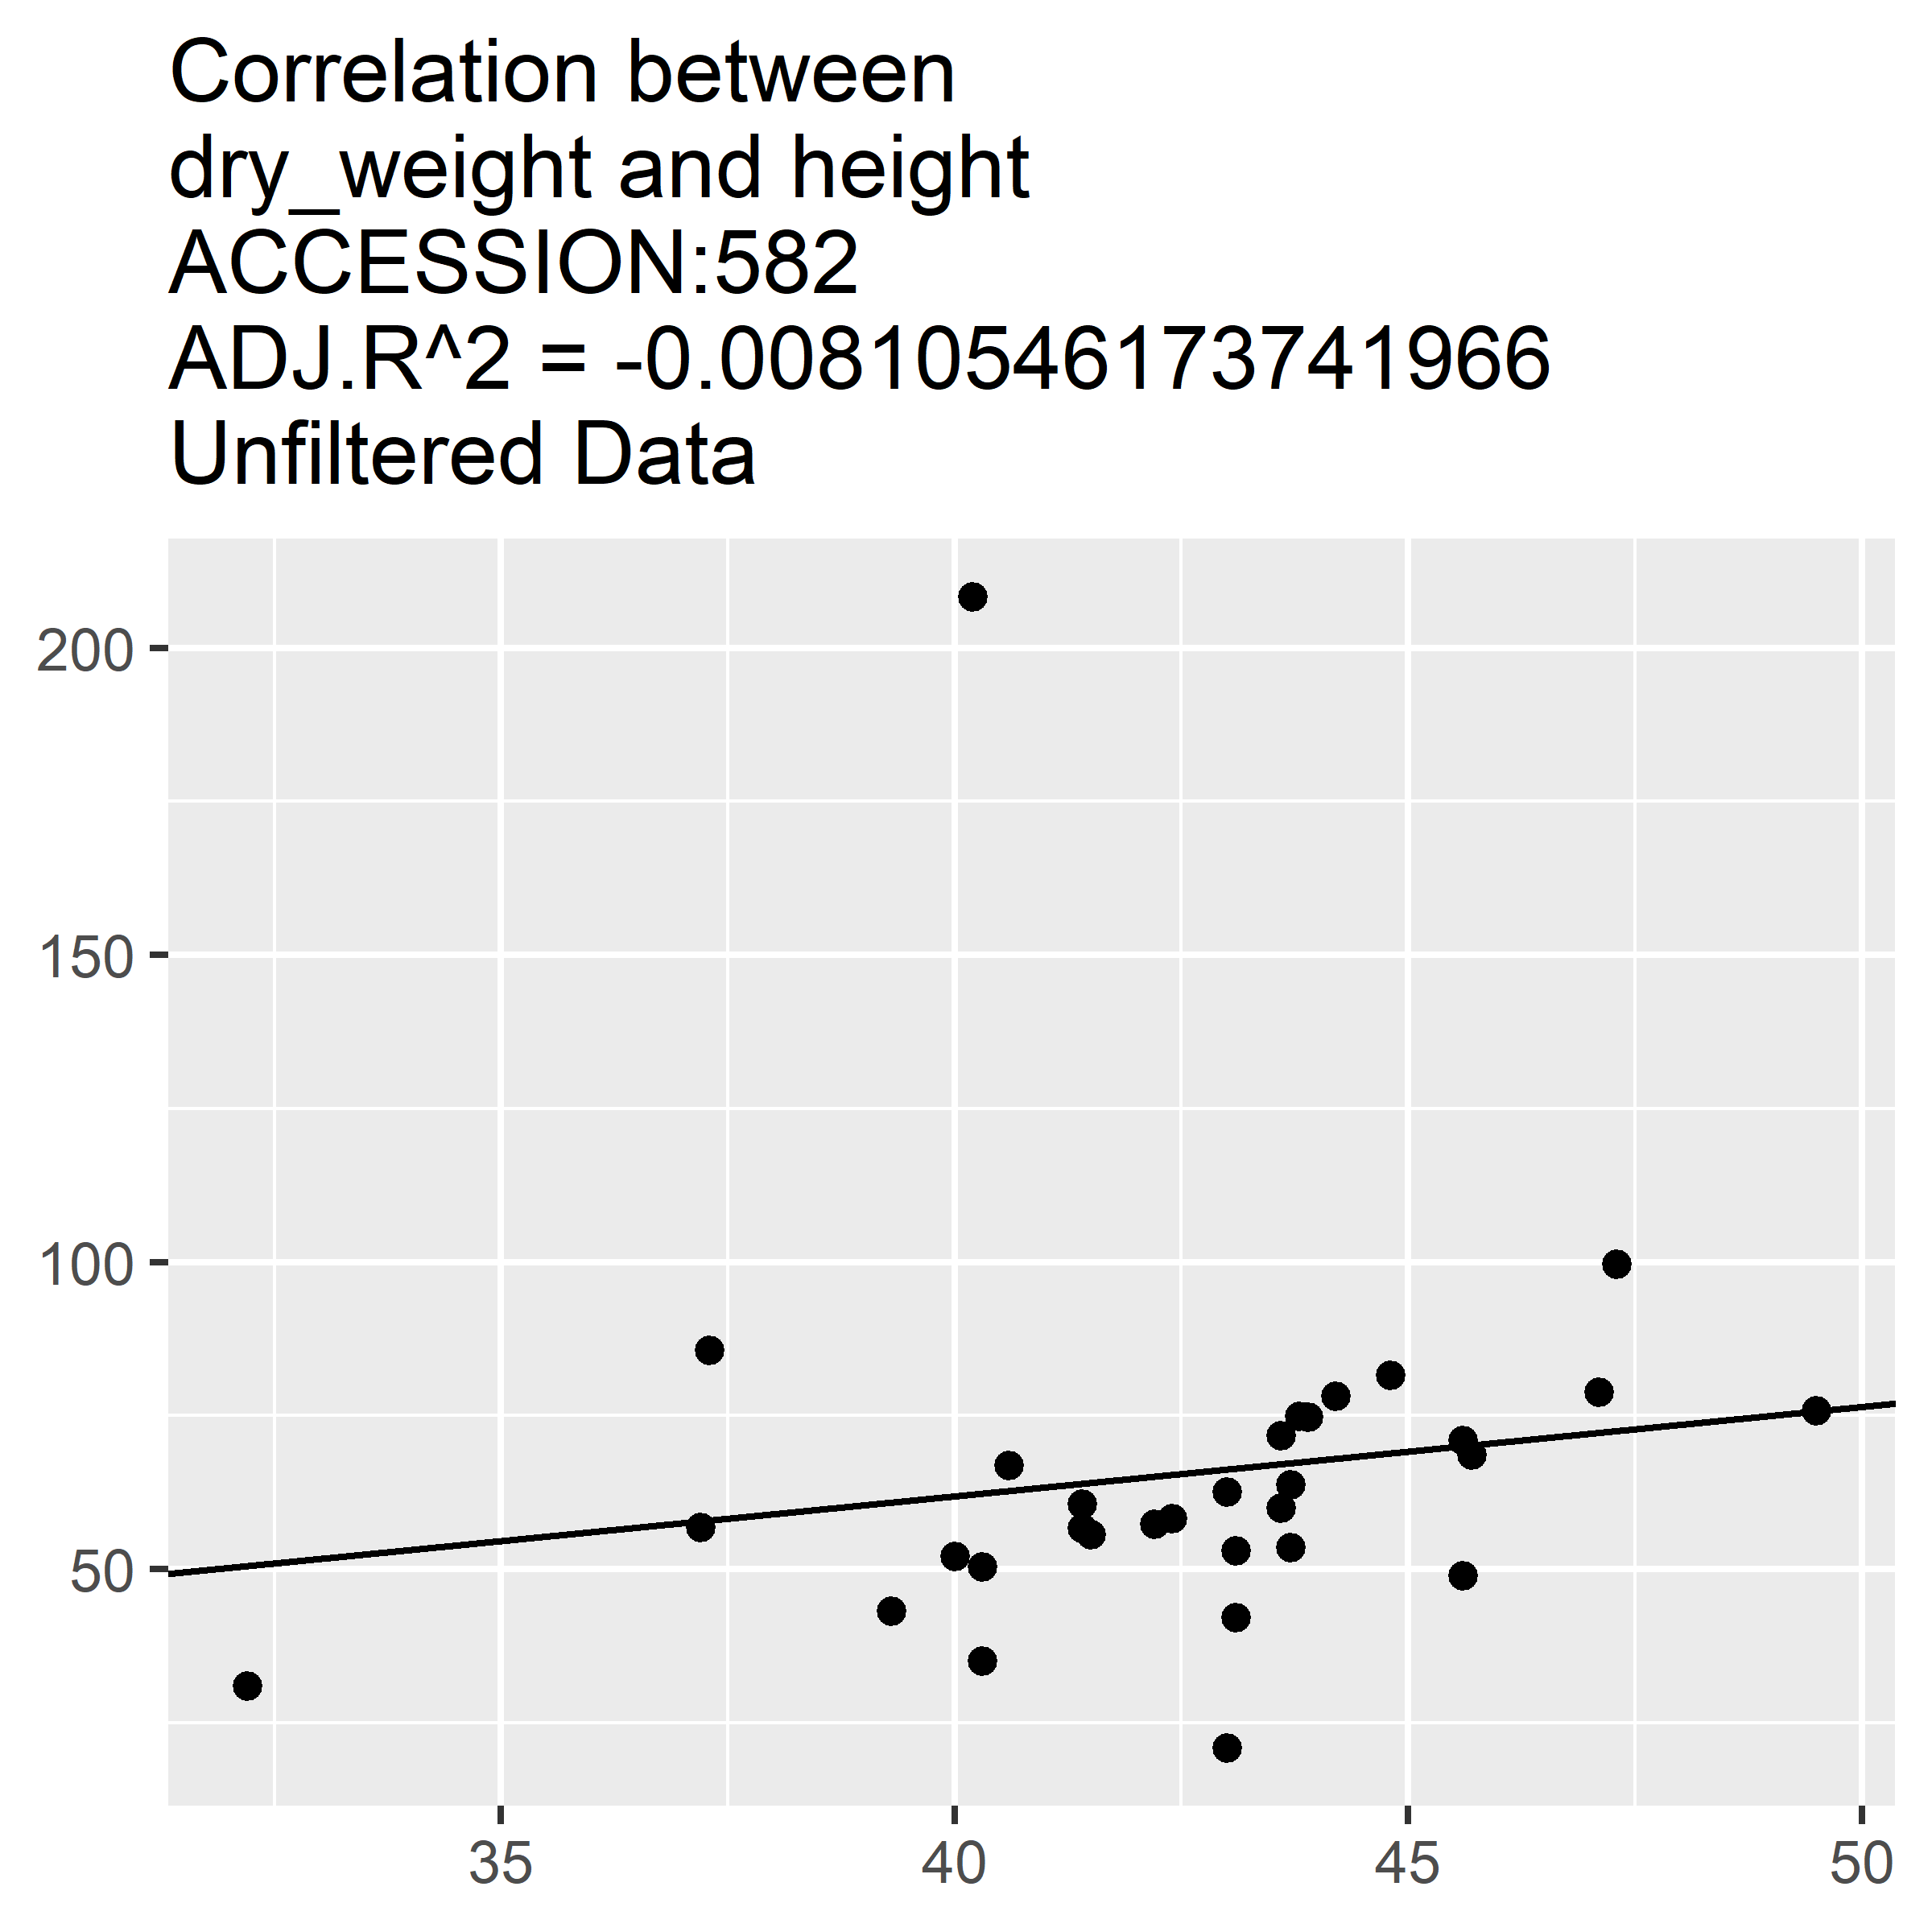 Correlation between
dry_weight and height
ACCESSION:582
ADJ.R^2 = -0.00810546173741966
Unfiltered Data
200
150
100
50
35
40
45
50